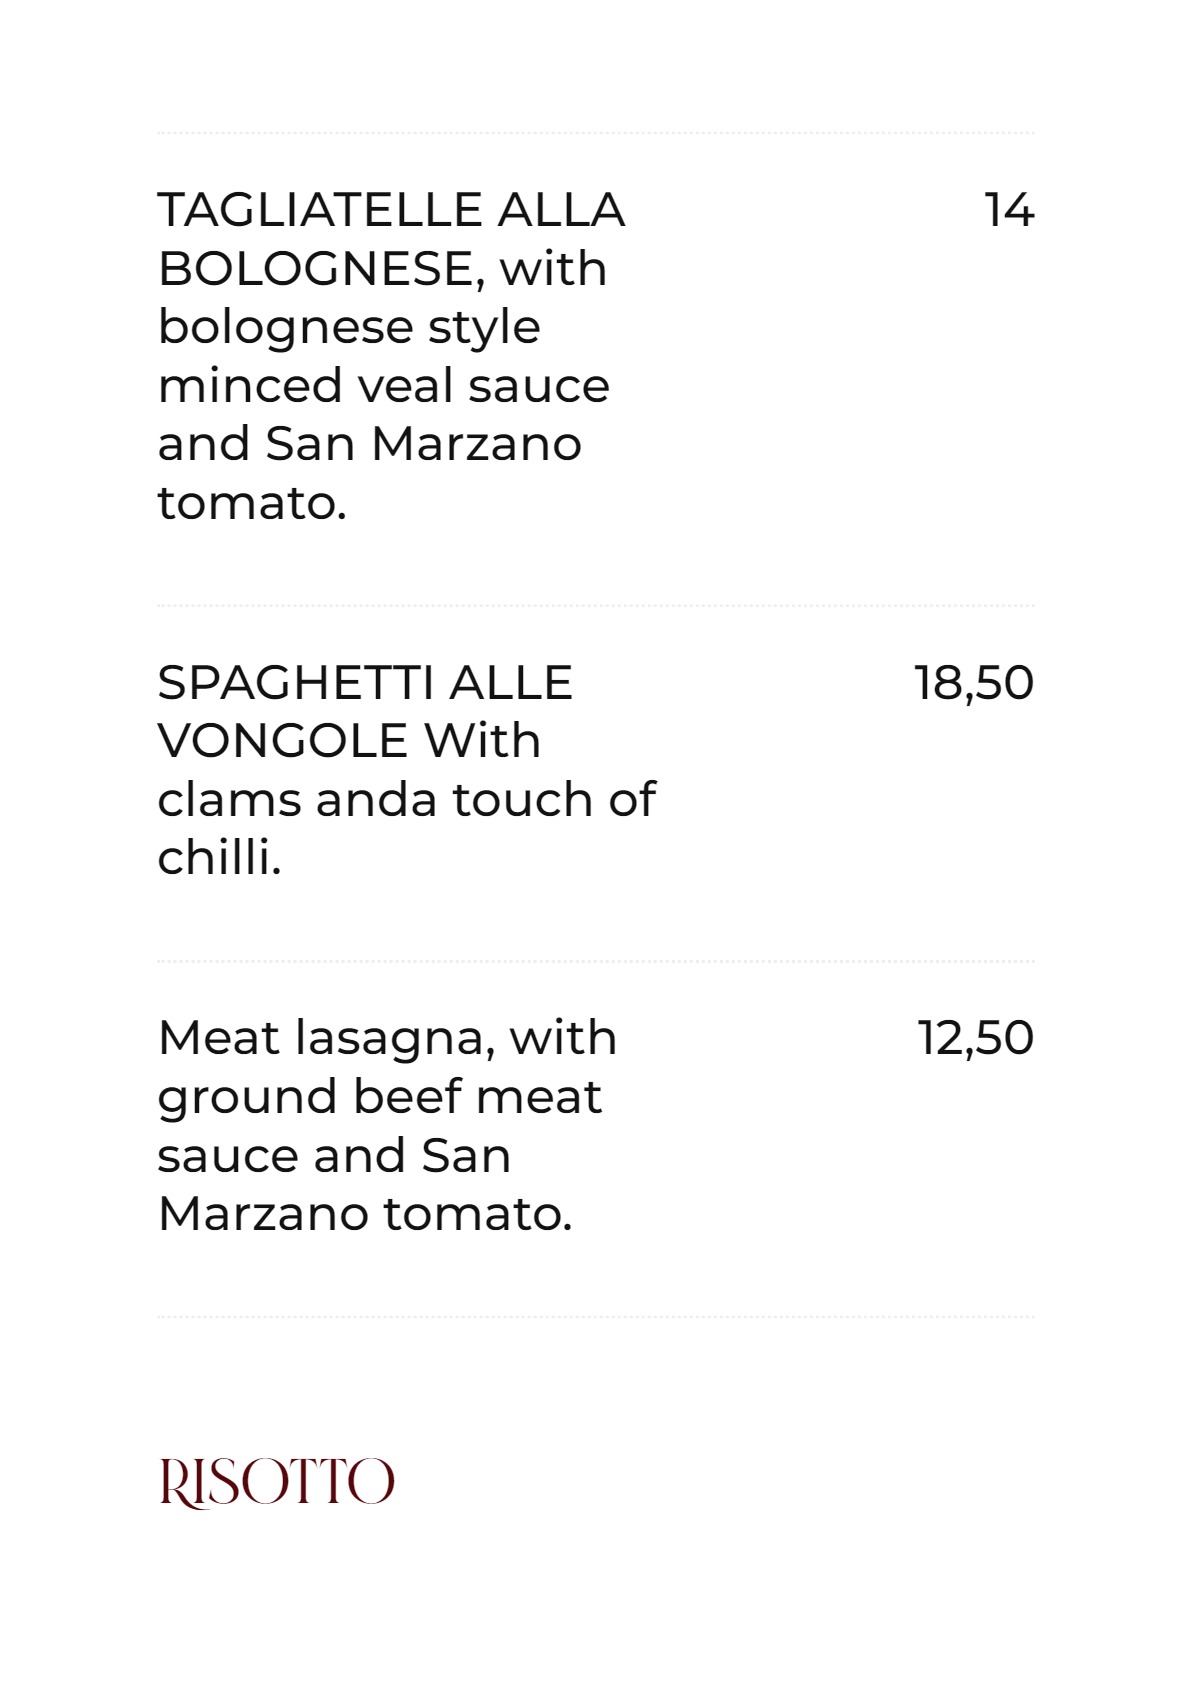 TAGLIATELLE ALLA 14
BOLOGNESE, with
bolognese style
minced veal sauce
and San Marzano
tomato.
SPAGHETTI ALLE 18,50
VONGOLE With
clams anda touch of
chilli.
Meat lasagna, with 12,50
ground beef meat
sauce and San
Marzano tomato.
RISOTTO